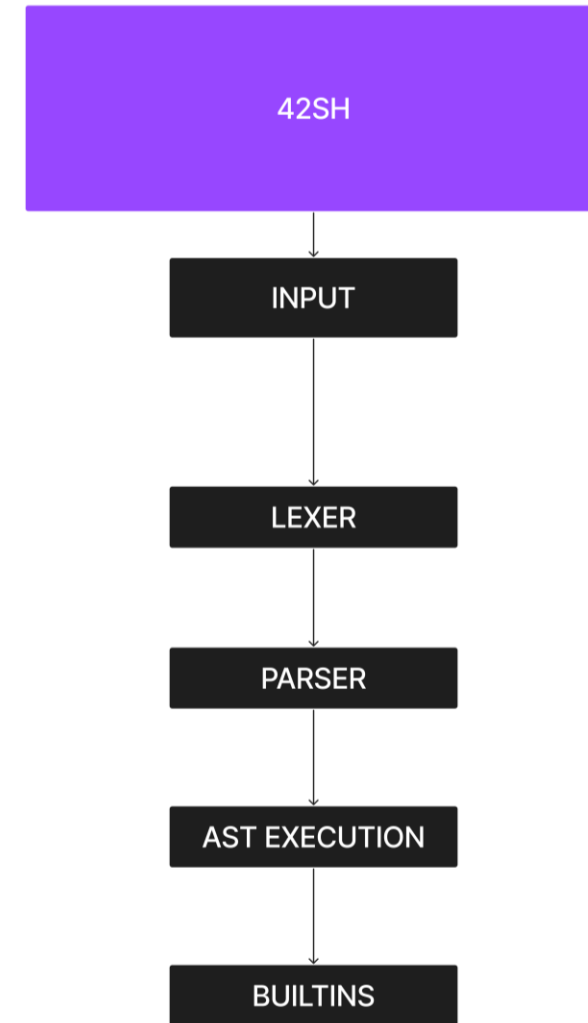 42SH
INPUT
LEXER
PARSER
AST EXECUTION
BUILTINS